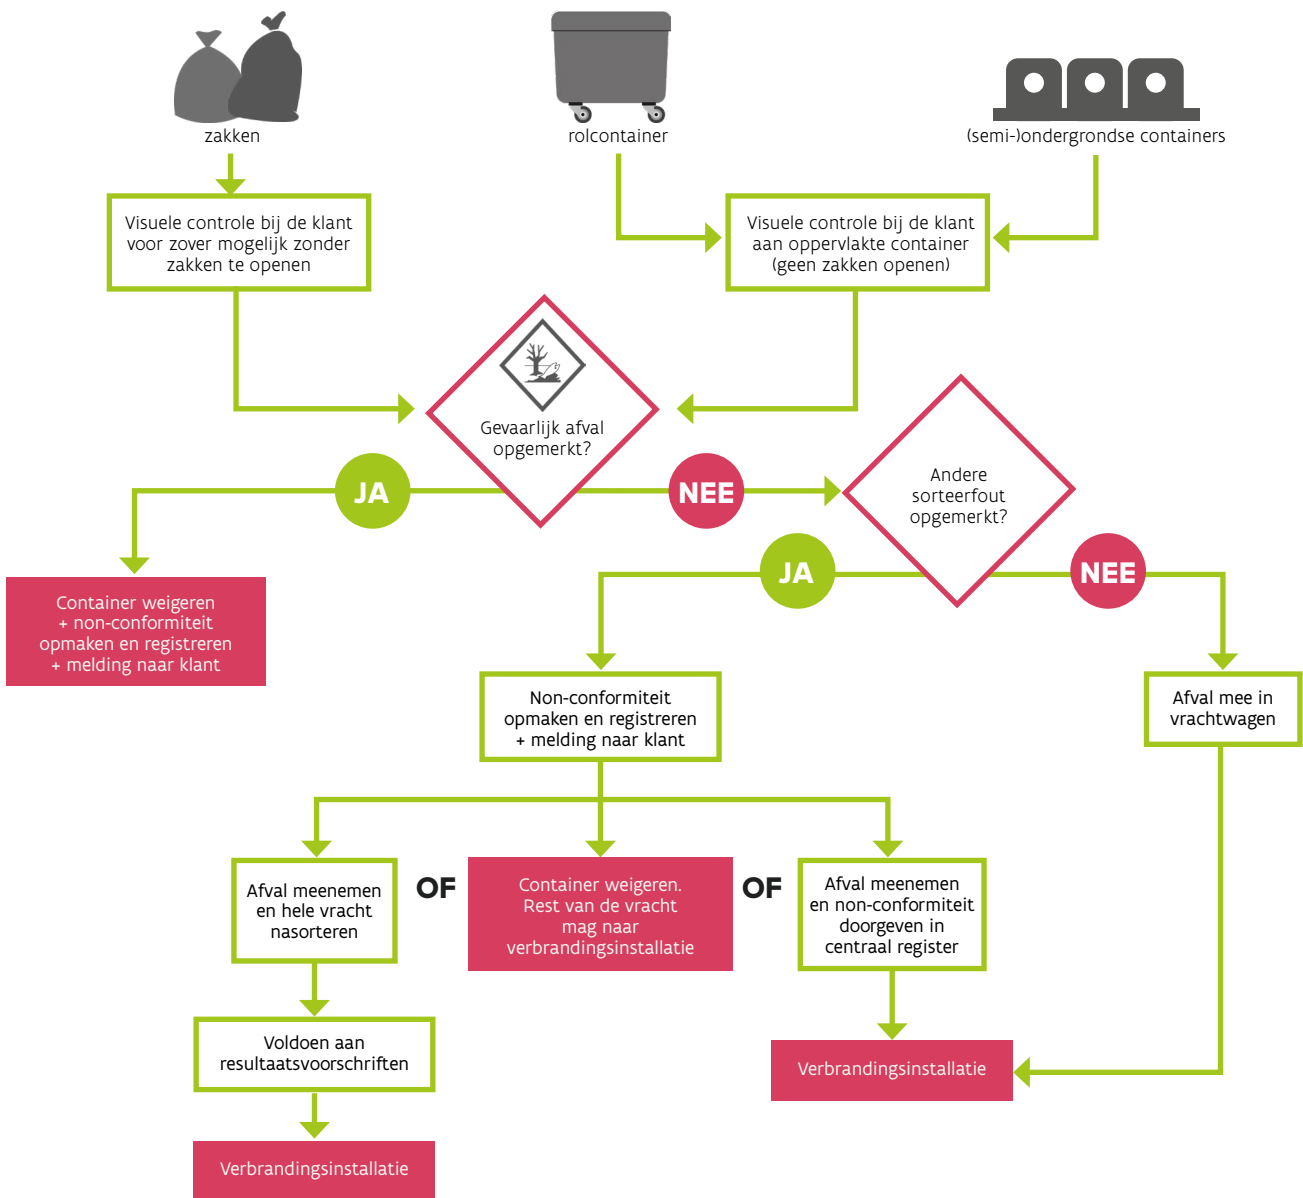 zakken
rolcontainer
(semi-)ondergrondse containers
Visuele controle bij de klant
voor zover mogelijk zonder
zakken te openen
Visuele controle bij de klant
aan oppervlakte container
(geen zakken openen)
Gevaarlijk afval
opgemerkt?
JA
NEE
Andere
sorteerfout
opgemerkt?
JA
NEE
Container weigeren
+ non-conformiteit
opmaken en registreren
+ melding naar klant
Non-conformiteit
opmaken en registreren
+ melding naar klant
Afval mee in
vrachtwagen
Afval meenemen
en hele vracht
nasorteren
OF
Container weigeren.
Rest van de vracht
mag naar
verbrandingsinstallatie
OF
Afval meenemen
en non-conformiteit
doorgeven in
centraal register
Voldoen aan
resultaatsvoorschriften
Verbrandingsinstallatie
Verbrandingsinstallatie